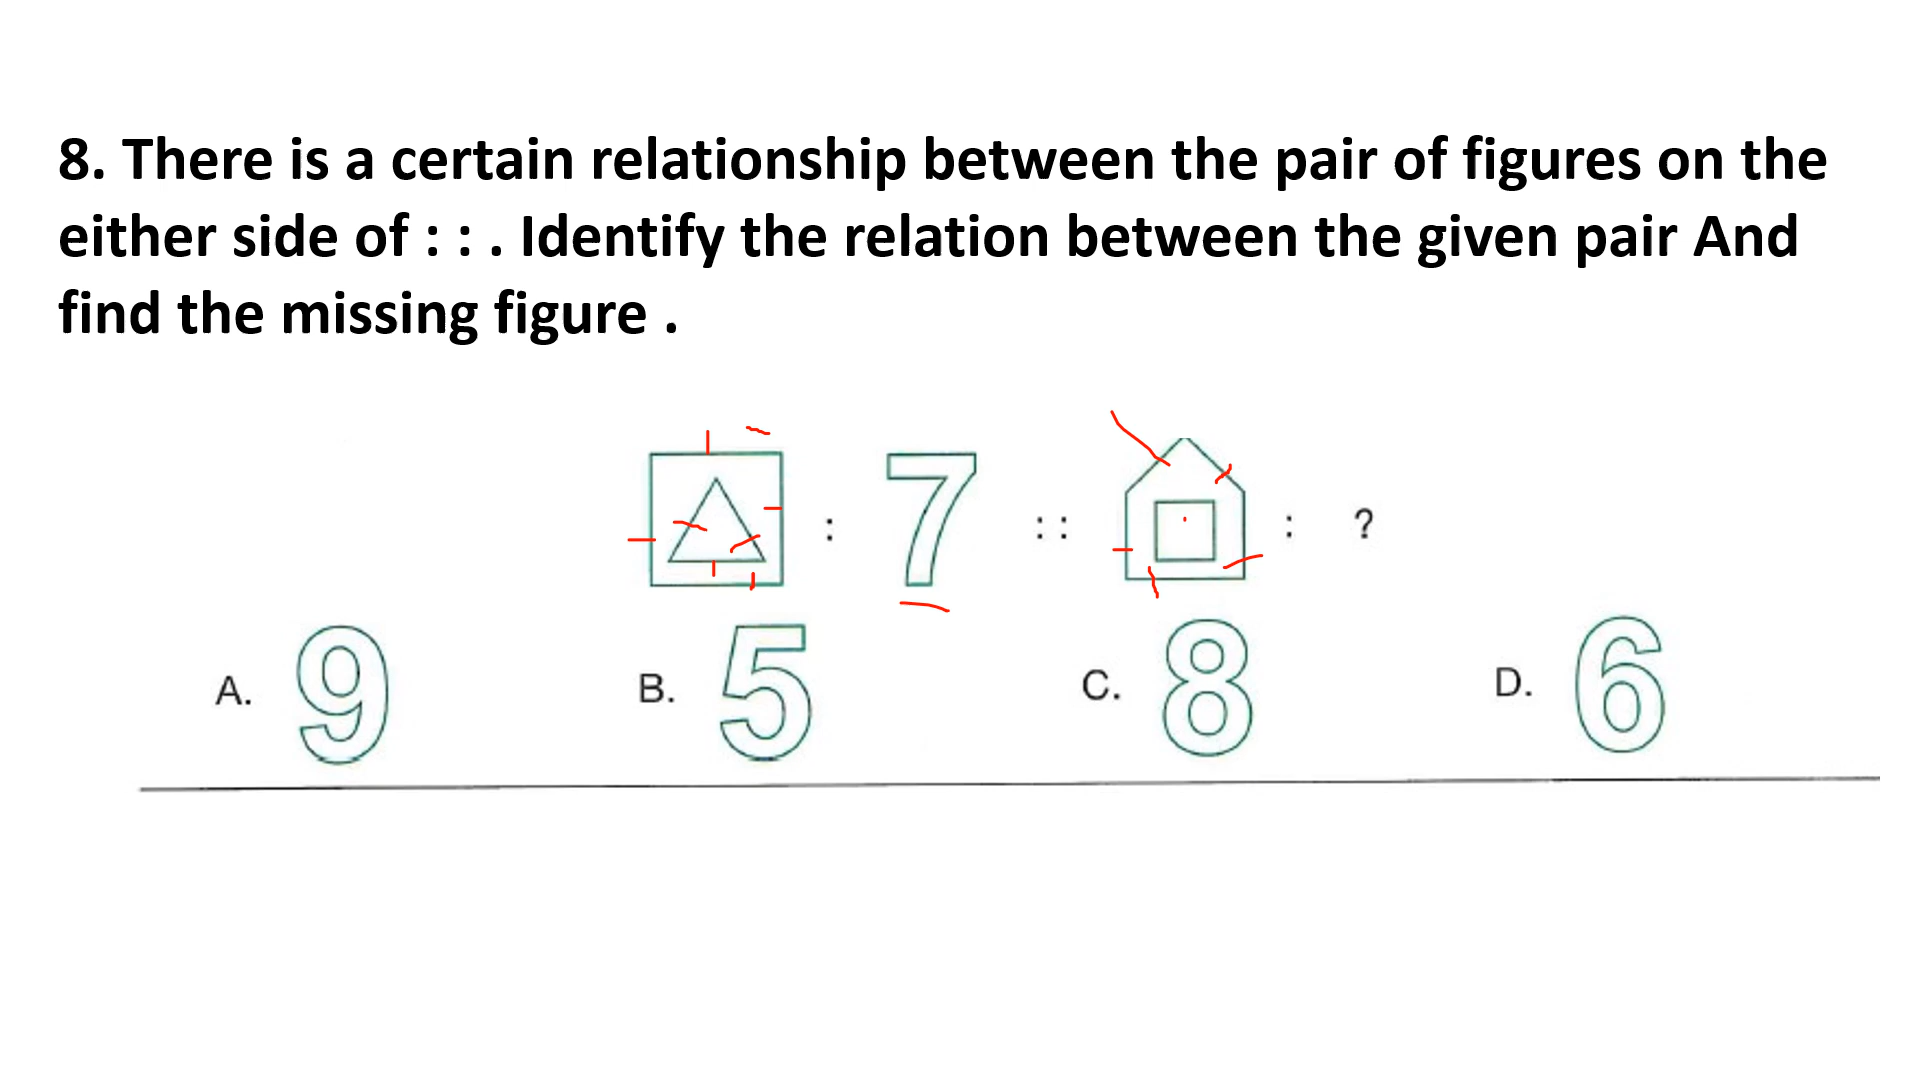 8. There is a certain relationship between the pair of figures on the
either side of : : . Identify the relation between the given pair And
find the missing figure .
: 7 : : : ?
A. 9 B. 5 C. 8 D. 6